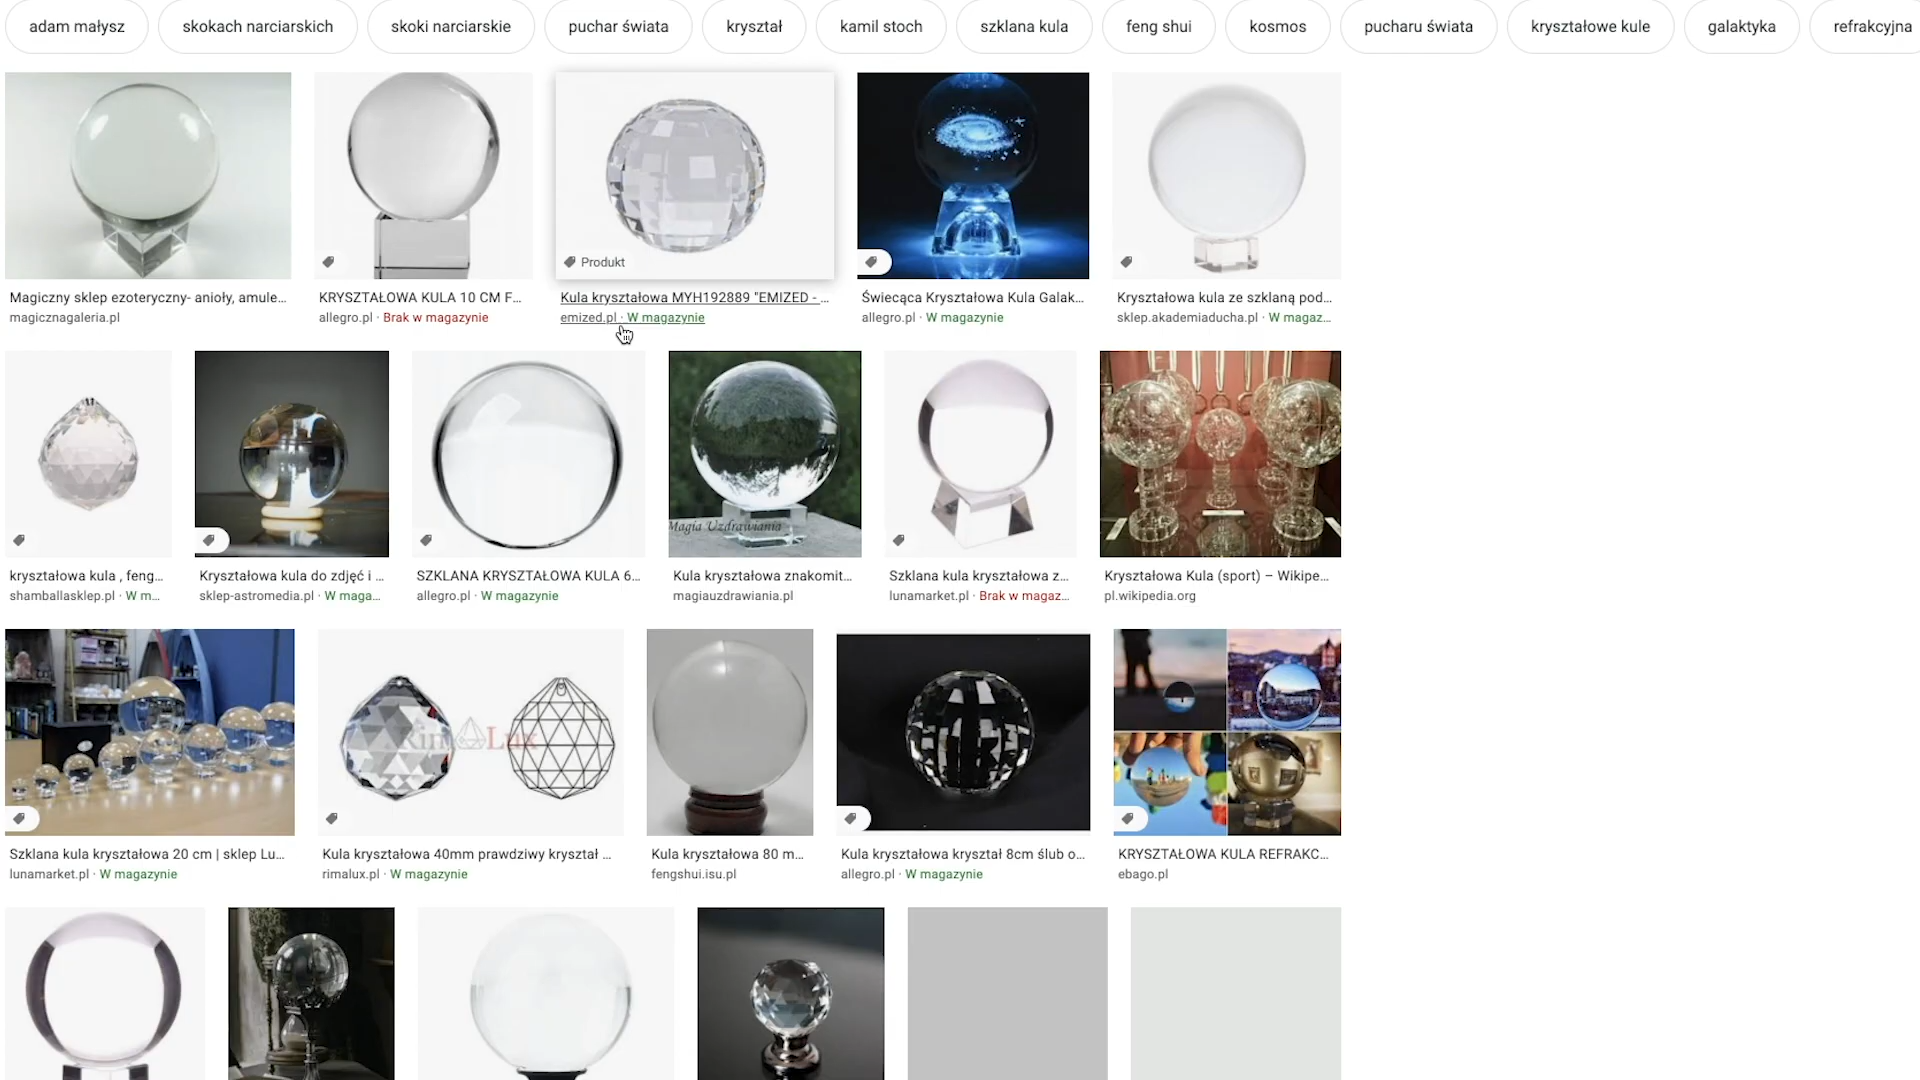 adam małysz
skokach narciarskich
skoki narciarskie
puchar świata
kryształ
kamil stoch
szklana kula
feng shui
kosmos
pucharu świata
kryształowe kule
galaktyka
refrakcyjna
Produkt
Magiczny sklep ezoteryczny- anioły, amule...
magicznagaleria.pl
KRYSZTAŁOWA KULA 10 CM F...
allegro.pl · Brak w magazynie
Kula kryształowa MYH192889 "EMIZED - ...
emized.pl · W magazynie
Świecąca Kryształowa Kula Galak...
allegro.pl · W magazynie
Kryształowa kula ze szklaną pod...
sklep.akademiaducha.pl · W magaz...
Magia Uzdrawiania
kryształowa kula , feng...
shamballasklep.pl · W m...
Kryształowa kula do zdjęć i ...
sklep-astromedia.pl · W maga...
SZKLANA KRYSZTAŁOWA KULA 6...
allegro.pl · W magazynie
Kula kryształowa znakomit...
magiauzdrawiania.pl
Szklana kula kryształowa z...
lunamarket.pl · Brak w magaz...
Kryształowa Kula (sport) – Wikipe...
pl.wikipedia.org
Szklana kula kryształowa 20 cm | sklep Lu...
lunamarket.pl · W magazynie
Kula kryształowa 40mm prawdziwy kryształ ...
rimalux.pl · W magazynie
Kula kryształowa 80 m...
fengshui.isu.pl
Kula kryształowa kryształ 8cm ślub o...
allegro.pl · W magazynie
KRYSZTAŁOWA KULA REFRAKC...
ebago.pl